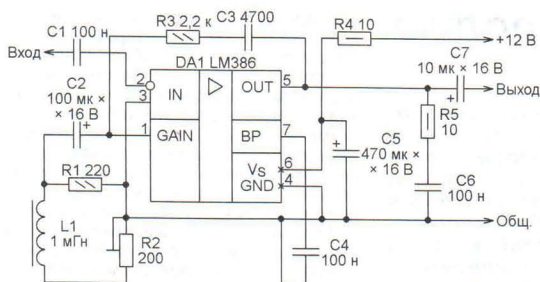 R3 2,2 к
C3 4700
R4 10
+12 В
C1 100 н
Вход
DA1 LM386
C7
10 мк × 16 В
Выход
C2
100 мк ×
× 16 В
2
3
IN
OUT
5
R5
10
1
GAIN
BP
7
C5
470 мк ×
× 16 В
R1 220
VS
GND
6
4
C6
100 н
L1
1 мГн
R2
200
C4
100 н
Общ.